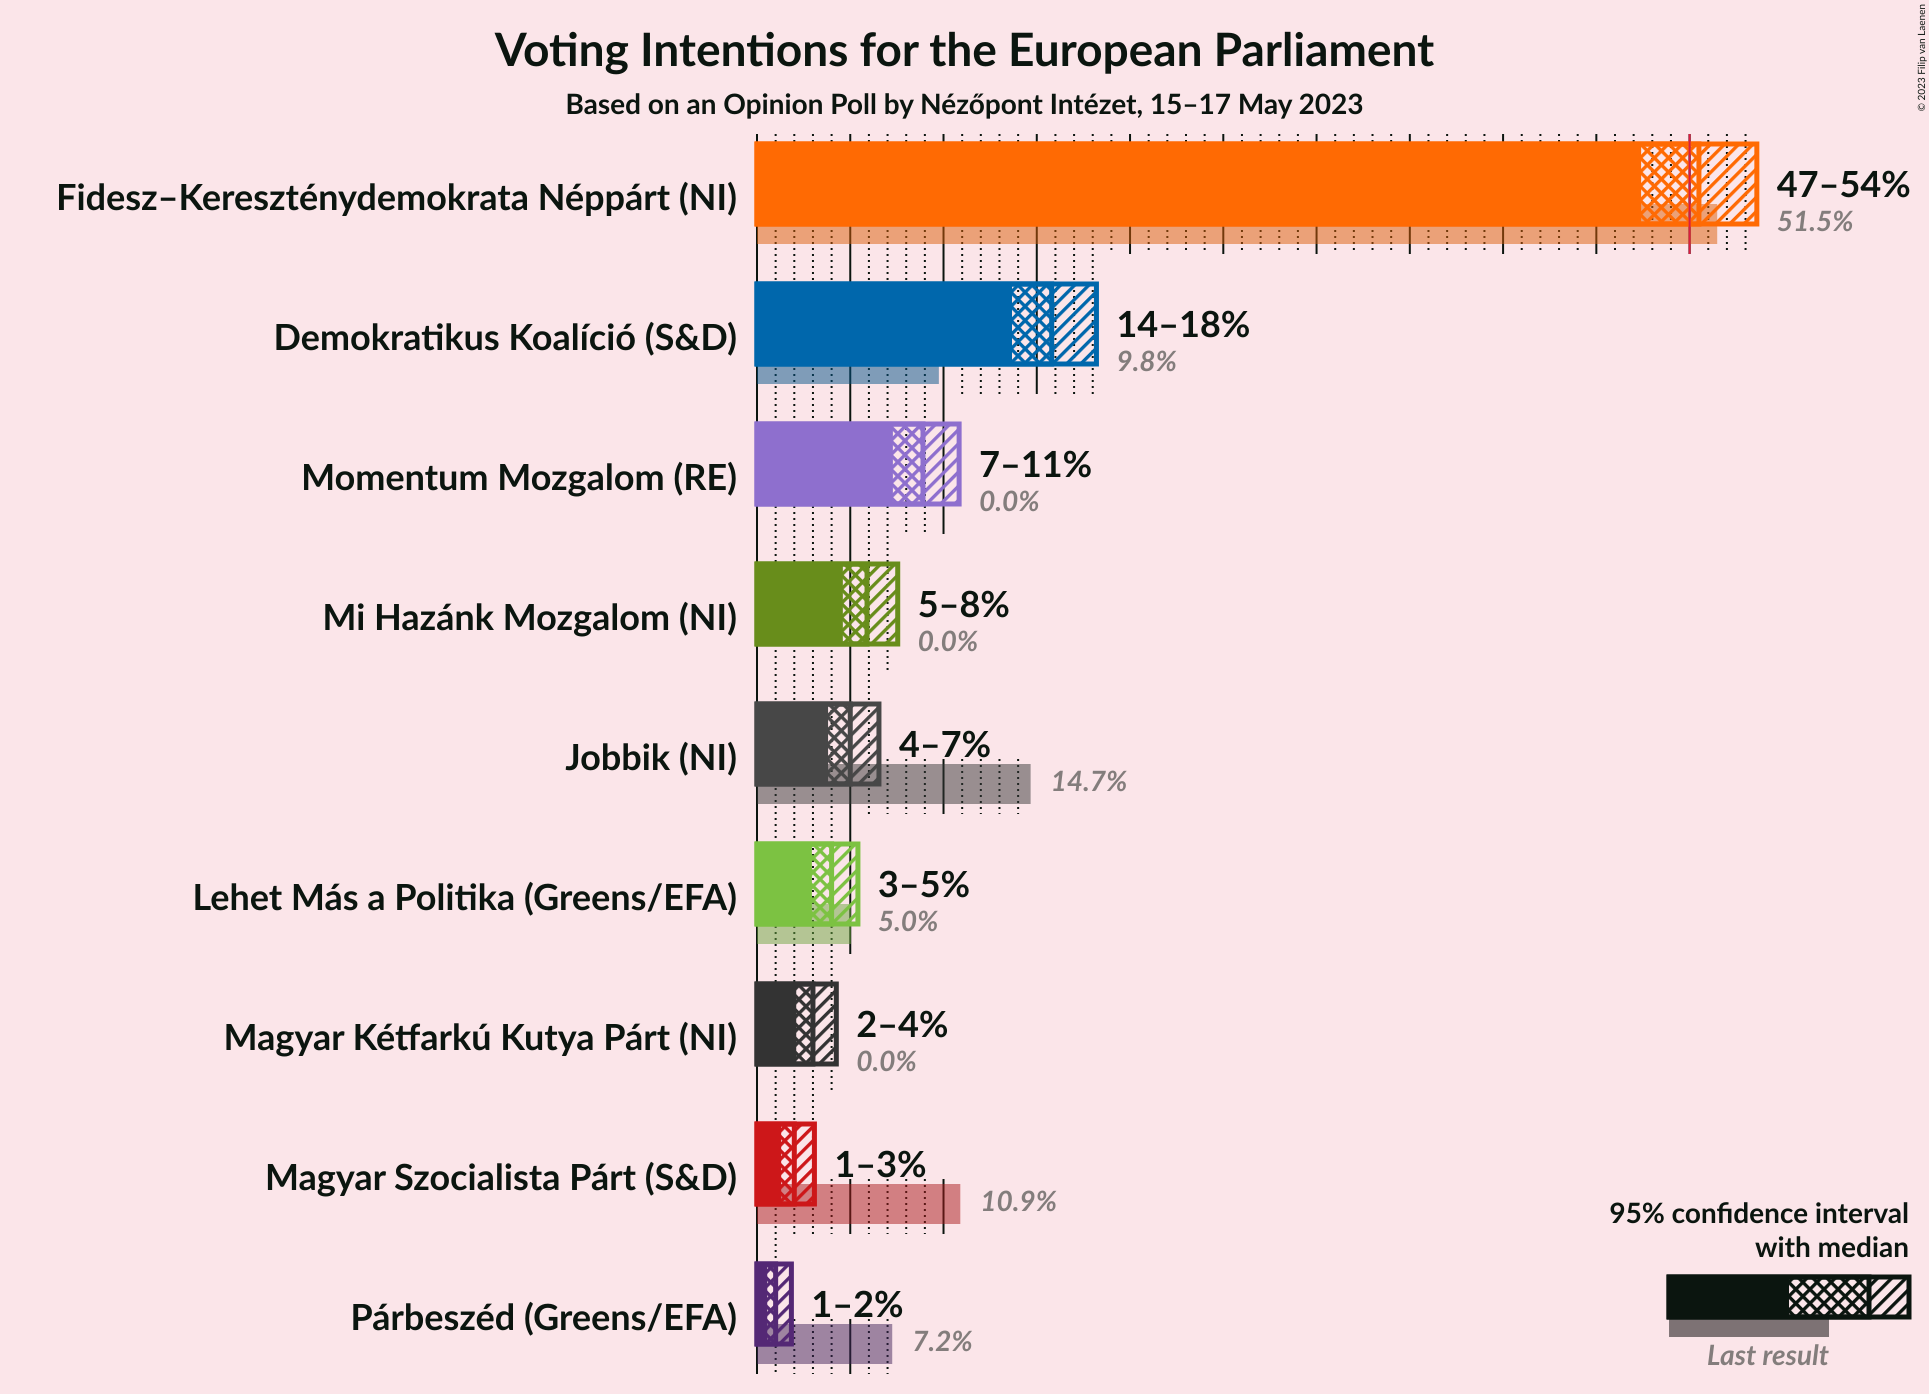 Voting Intentions for the European Parliament
Based on an Opinion Poll by Nézőpont Intézet, 15–17 May 2023
© 2023 Filip van Laenen
Fidesz–Kereszténydemokrata Néppárt (NI)
47–54%
51.5%
Demokratikus Koalíció (S&D)
14–18%
9.8%
Momentum Mozgalom (RE)
7–11%
0.0%
Mi Hazánk Mozgalom (NI)
5–8%
0.0%
Jobbik (NI)
4–7%
14.7%
Lehet Más a Politika (Greens/EFA)
3–5%
5.0%
Magyar Kétfarkú Kutya Párt (NI)
2–4%
0.0%
Magyar Szocialista Párt (S&D)
1–3%
10.9%
Párbeszéd (Greens/EFA)
1–2%
7.2%
95% confidence interval
with median
Last result